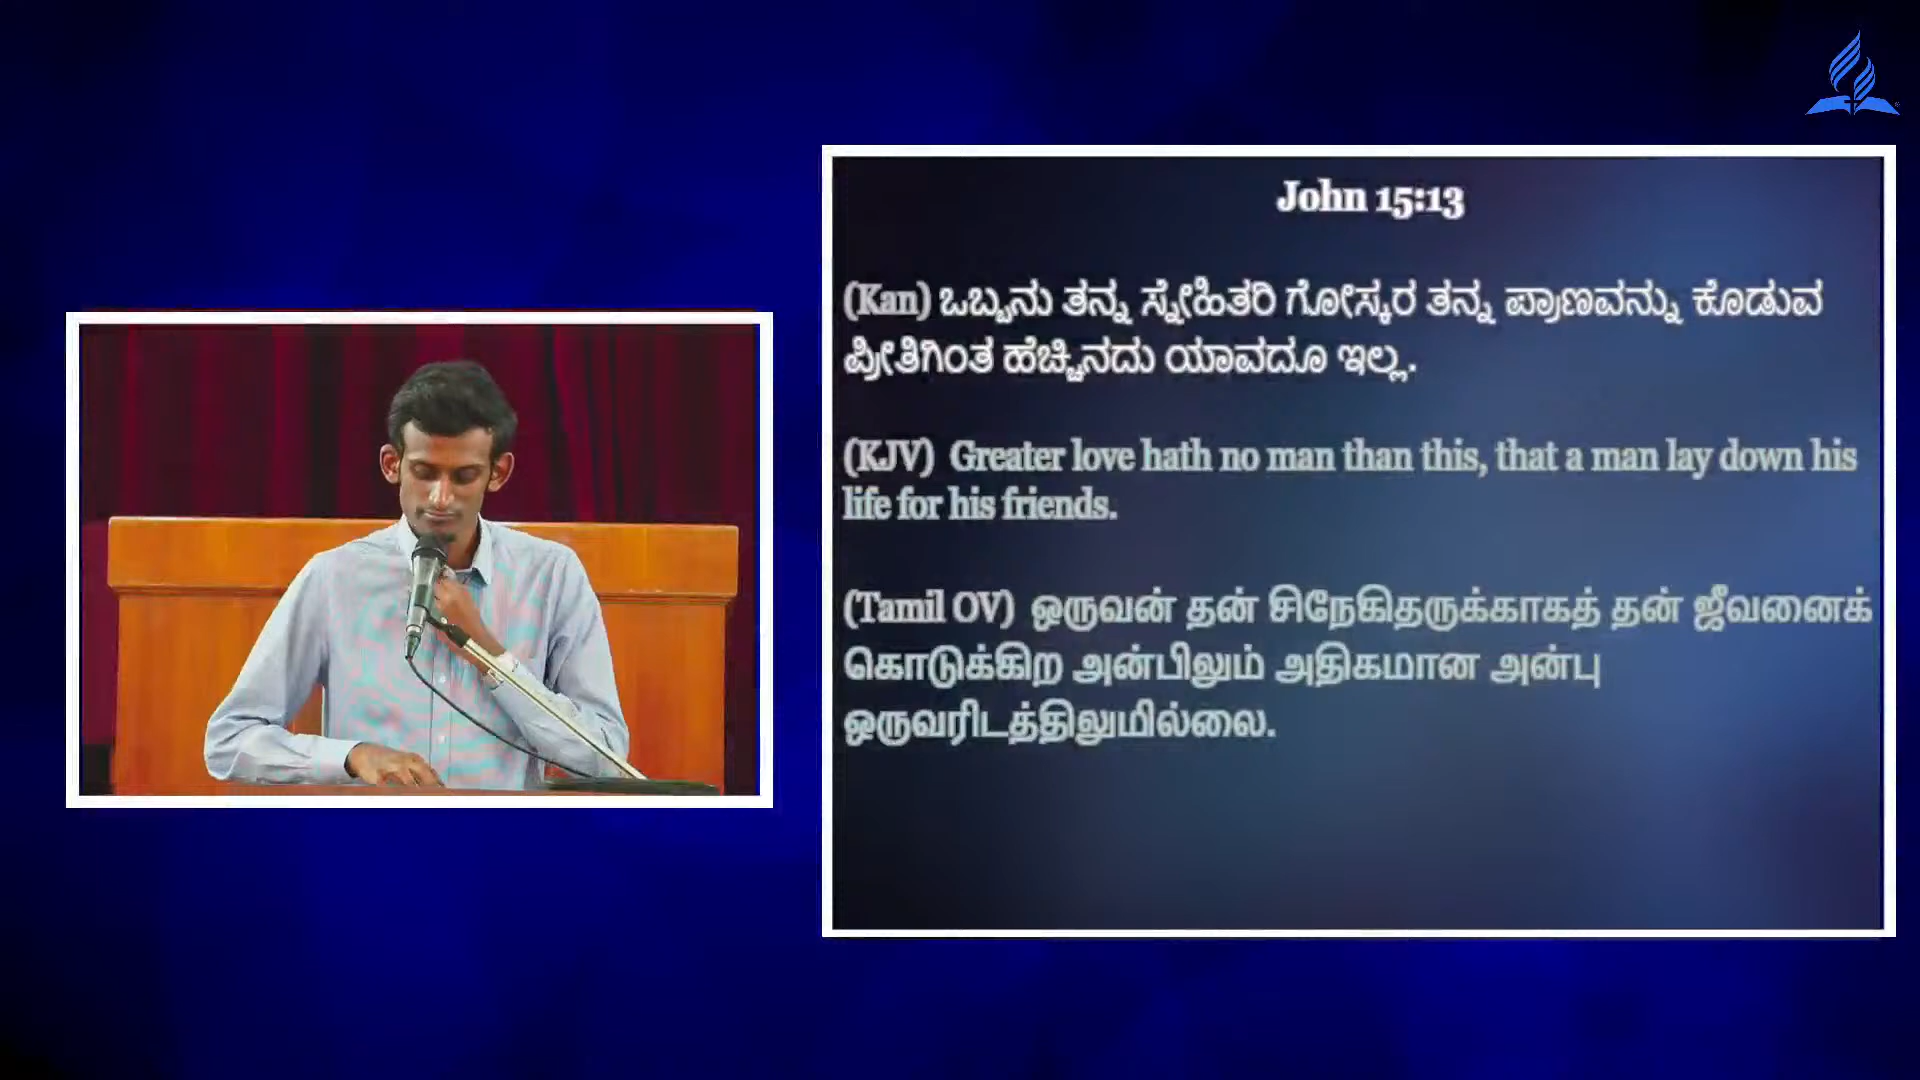 John 15:13
(Kan) ಒಬ್ಬನು ತನ್ನ ಸ್ನೇಹಿತರಿ ಗೋಸ್ಕರ ತನ್ನ ಪ್ರಾಣವನ್ನು ಕೊಡುವ
ಪ್ರೀತಿಗಿಂತ ಹೆಚ್ಚಿನದು ಯಾವದೂ ಇಲ್ಲ.
(KJV) Greater love hath no man than this, that a man lay down his
life for his friends.
(Tamil OV) ஒருவன் தன் சிநேகிதருக்காகத் தன் ஜீவனைக்
கொடுக்கிற அன்பிலும் அதிகமான அன்பு
ஒருவரிடத்திலுமில்லை.